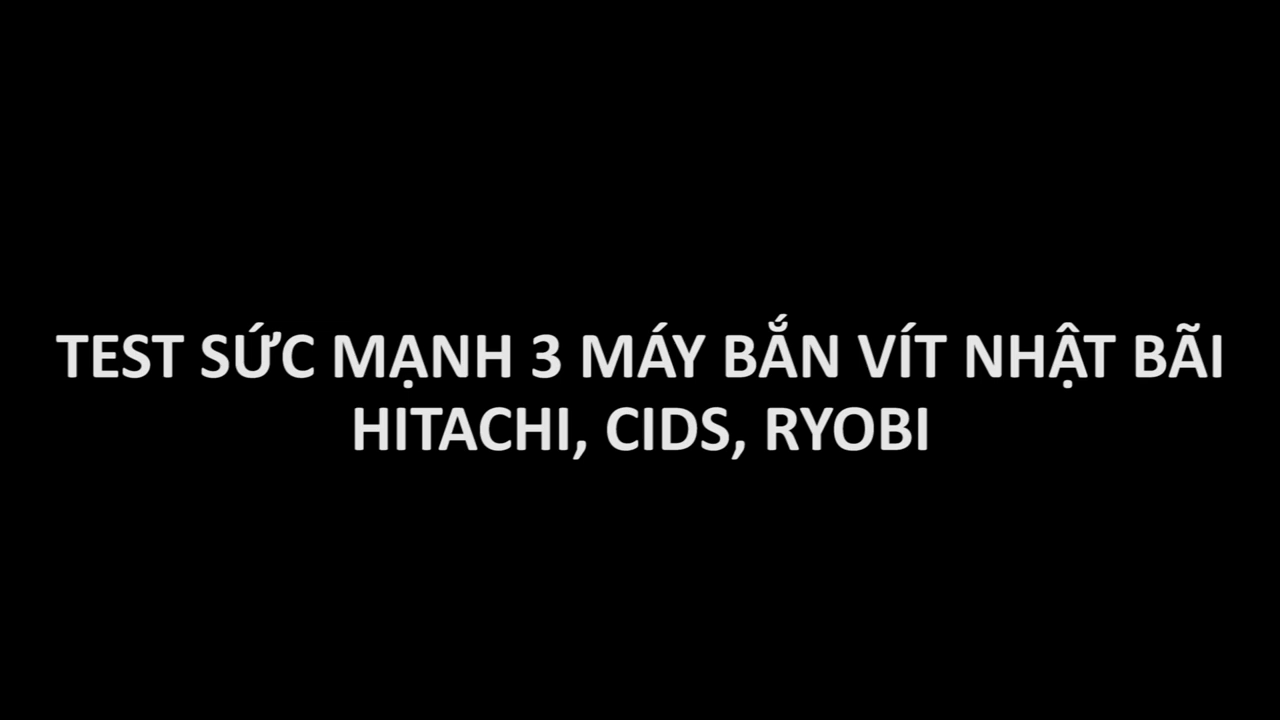 TEST SỨC MẠNH 3 MÁY BẮN VÍT NHẬT BÃI
HITACHI, CIDS, RYOBI